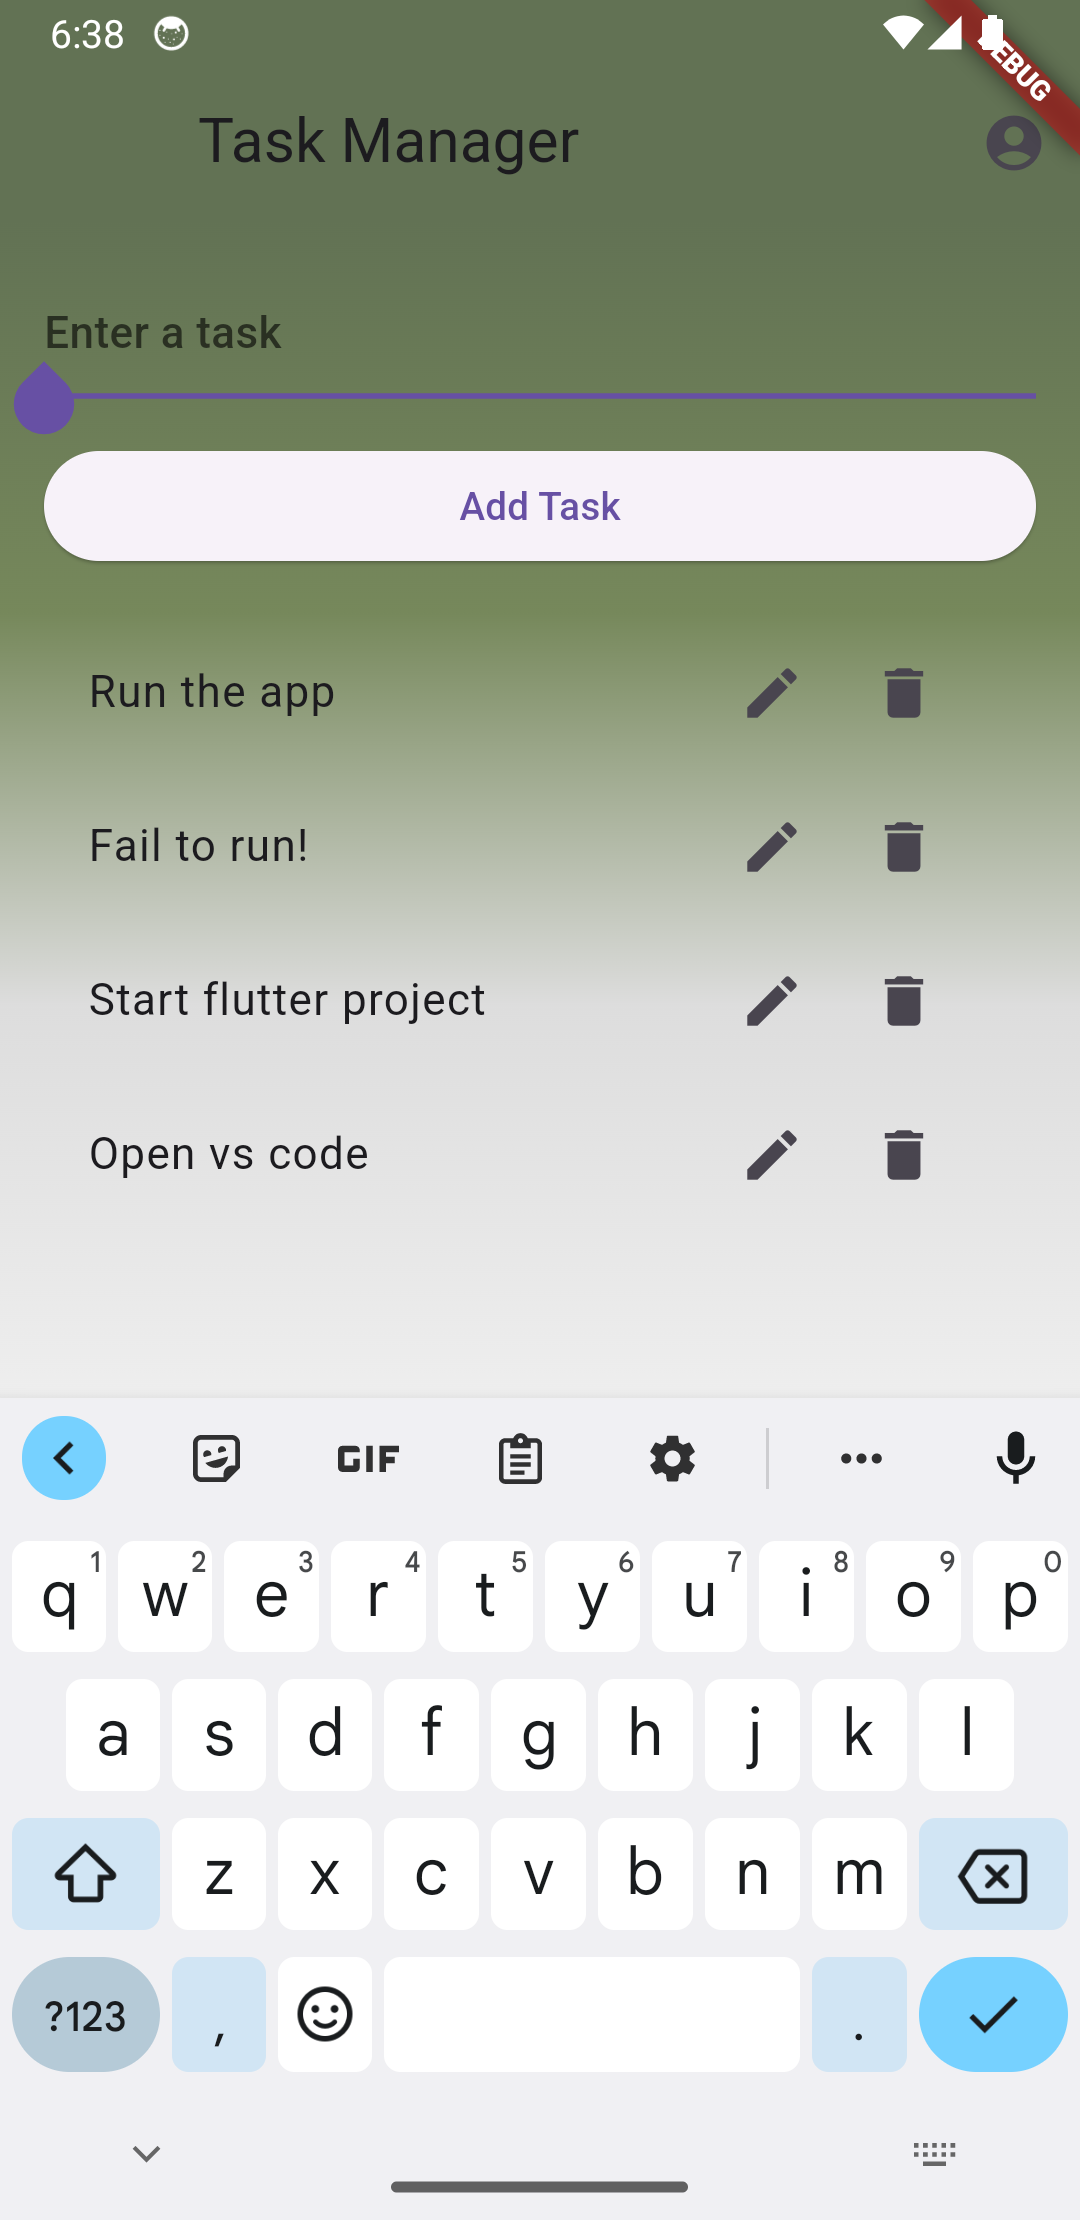 6:38
DEBUG
Task Manager
Enter a task
Add Task
Run the app
Fail to run!
Start flutter project
Open vs code
GIF
q 1 w 2 e 3 r 4 t 5 y 6 u 7 i 8 o 9 p 0
a s d f g h j k l
z x c v b n m
?123 , .